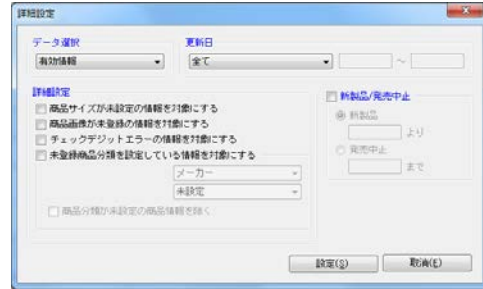 詳細設定
データ選択
更新日
有効情報
全て
～
詳細設定
商品サイズが未設定の情報を対象にする
商品画像が未登録の情報を対象にする
チェックデジットエラーの情報を対象にする
未登録商品分類を設定している情報を対象にする
メーカー
未設定
商品分類が未設定の商品情報を除く
新製品/発売中止
新製品
より
発売中止
まで
設定(S)
取消(E)